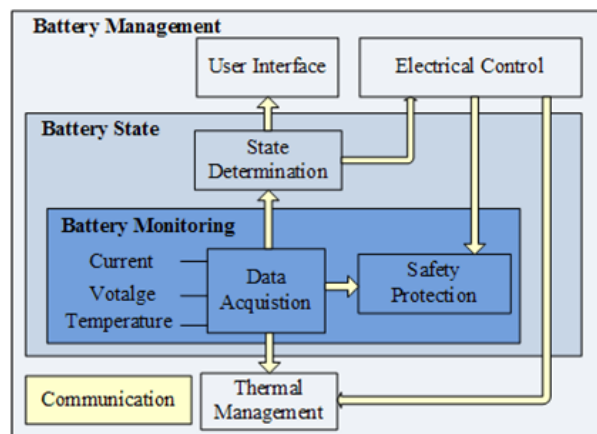 Battery Management
User Interface
Electrical Control
Battery State
State
Determination
Battery Monitoring
Current
Votalge
Temperature
Data
Acquistion
Safety
Protection
Communication
Thermal
Management